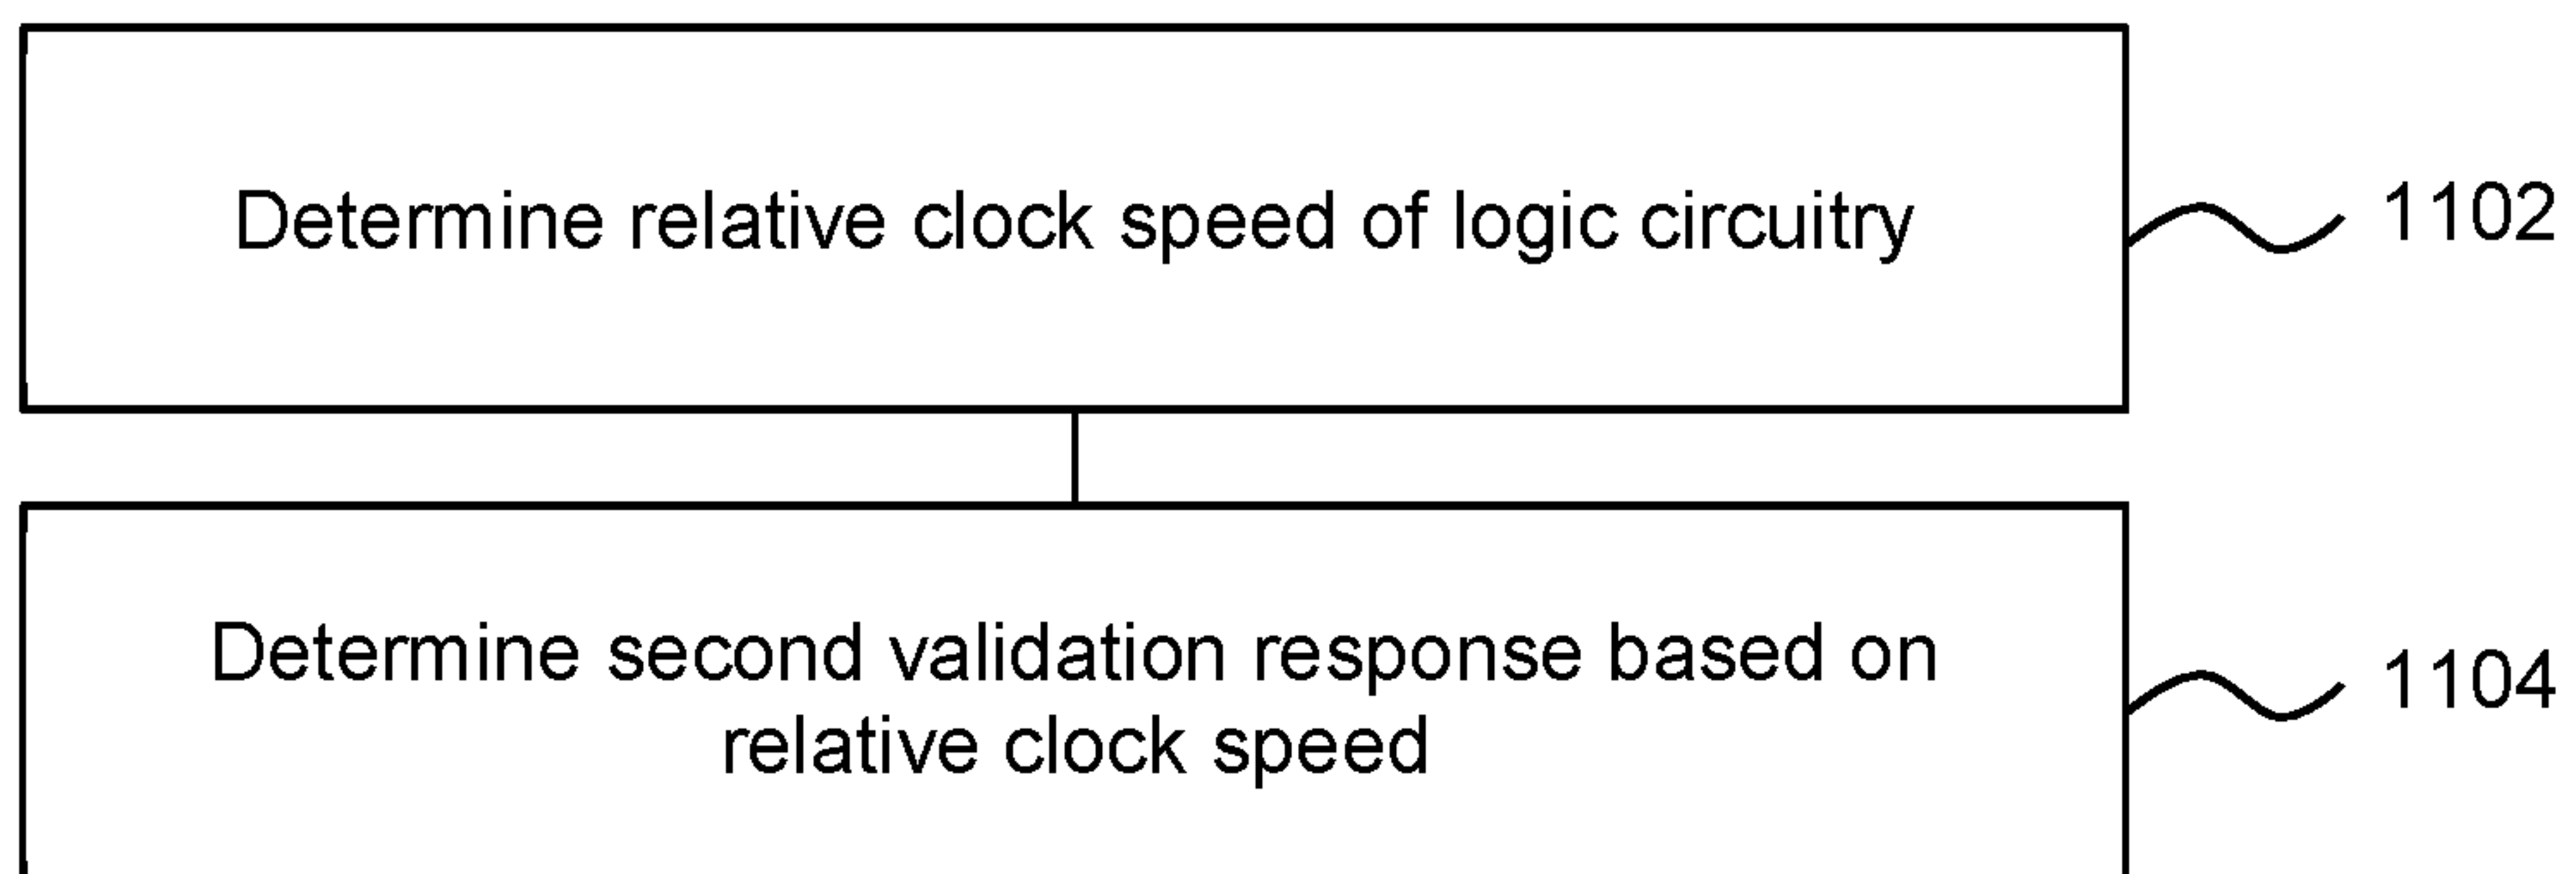 Determine relative clock speed of logic circuitry
1102
Determine second validation response based on
relative clock speed
1104